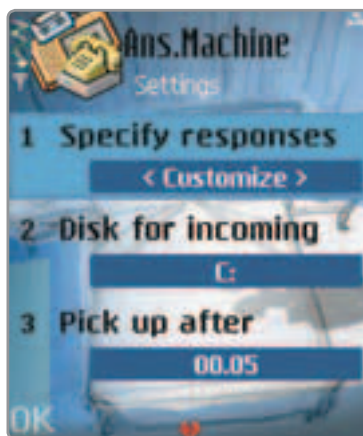 Ans.Machine
Settings
1 Specify responses
< Customize >
2 Disk for incoming
C:
3 Pick up after
00.05
OK